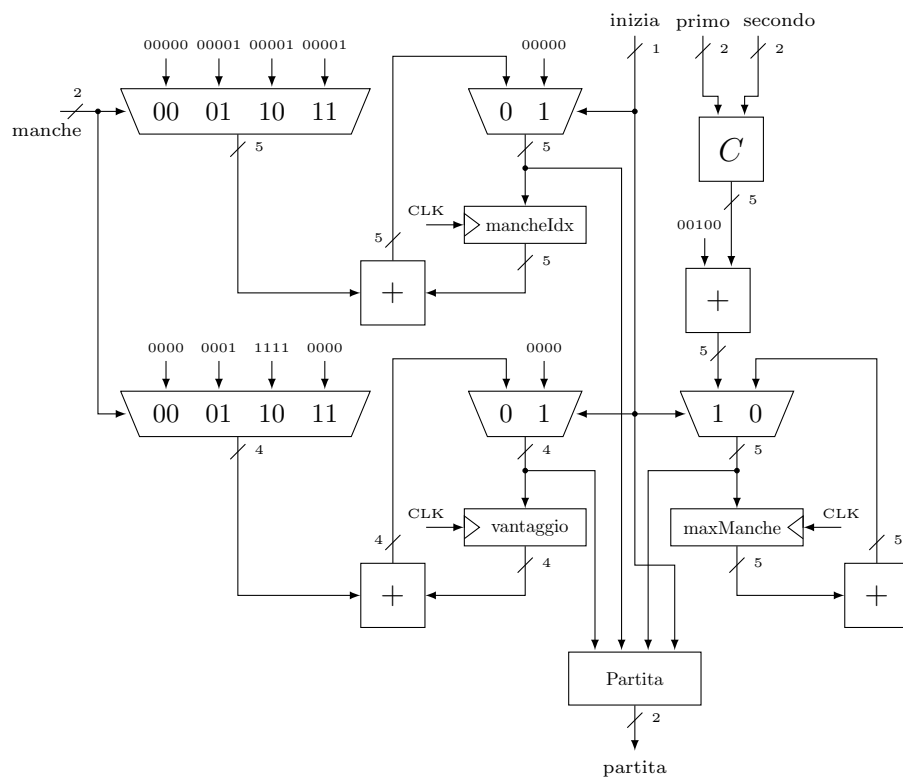 inizia primo secondo
1 2 2
00000 00001 00001 00001 00000
2
manche
00 01 10 11
0 1
C
5 5 5
00100
CLK
mancheIdx
5 5
+
+
5
0000 0001 1111 0000 0000
00 01 10 11
0 1
1 0
4 4 5
CLK
vantaggio
maxManche
CLK
4 4 5 5
+
+
Partita
2
partita